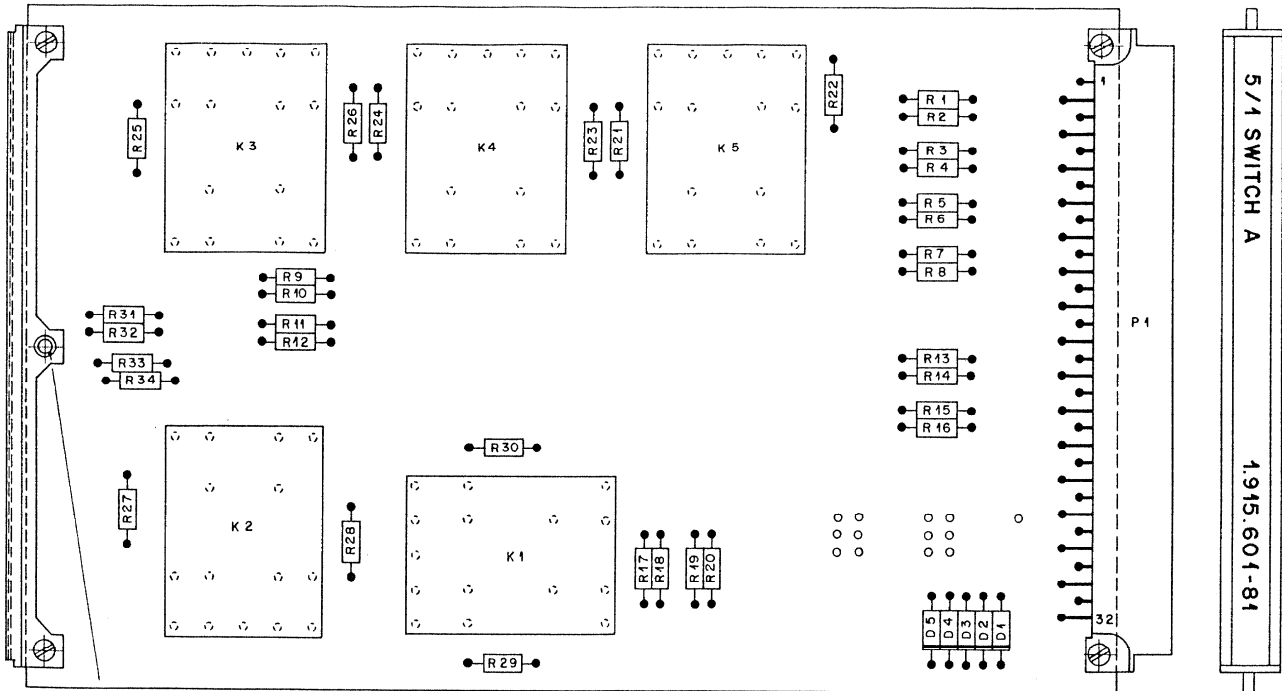 K3
K4
K5
R25
R26
R24
R23
R21
R22
R1
R2
R3
R4
R5
R6
R7
R8
R9
R10
R11
R12
R31
R32
R33
R34
R13
R14
R15
R16
R30
R27
K2
R28
K1
R17
R18
R19
R20
R29
D5
D4
D3
D2
D1
1
32
P1
5/1 SWITCH A
1.915.601-81